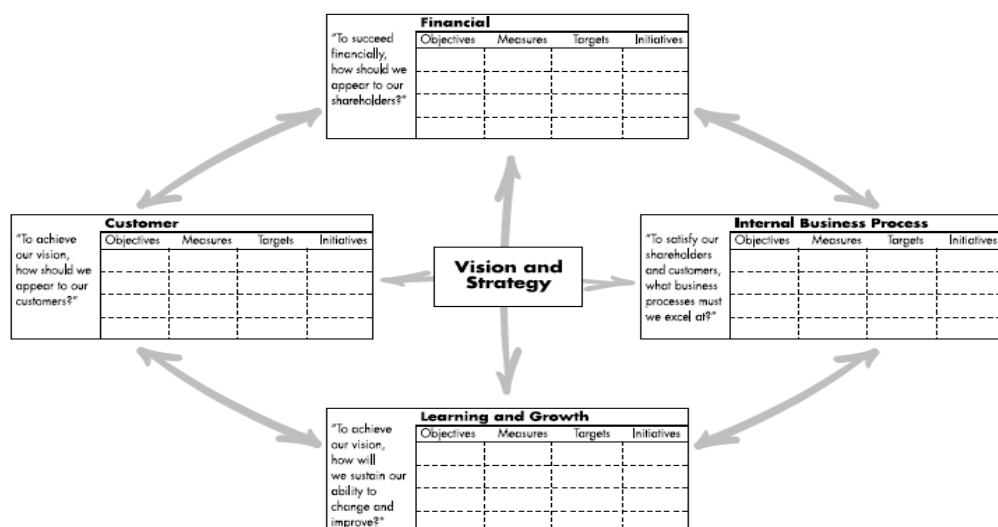 Financial
"To succeed
financially,
how should we
appear to our
shareholders?"
Objectives Measures Targets Initiatives
Customer
"To achieve
our vision,
how should we
appear to our
customers?"
Objectives Measures Targets Initiatives
Vision and
Strategy
Internal Business Process
"To satisfy our
shareholders
and customers,
what business
processes must
we excel at?"
Objectives Measures Targets Initiatives
Learning and Growth
"To achieve
our vision,
how will
we sustain our
ability to
change and
improve?"
Objectives Measures Targets Initiatives